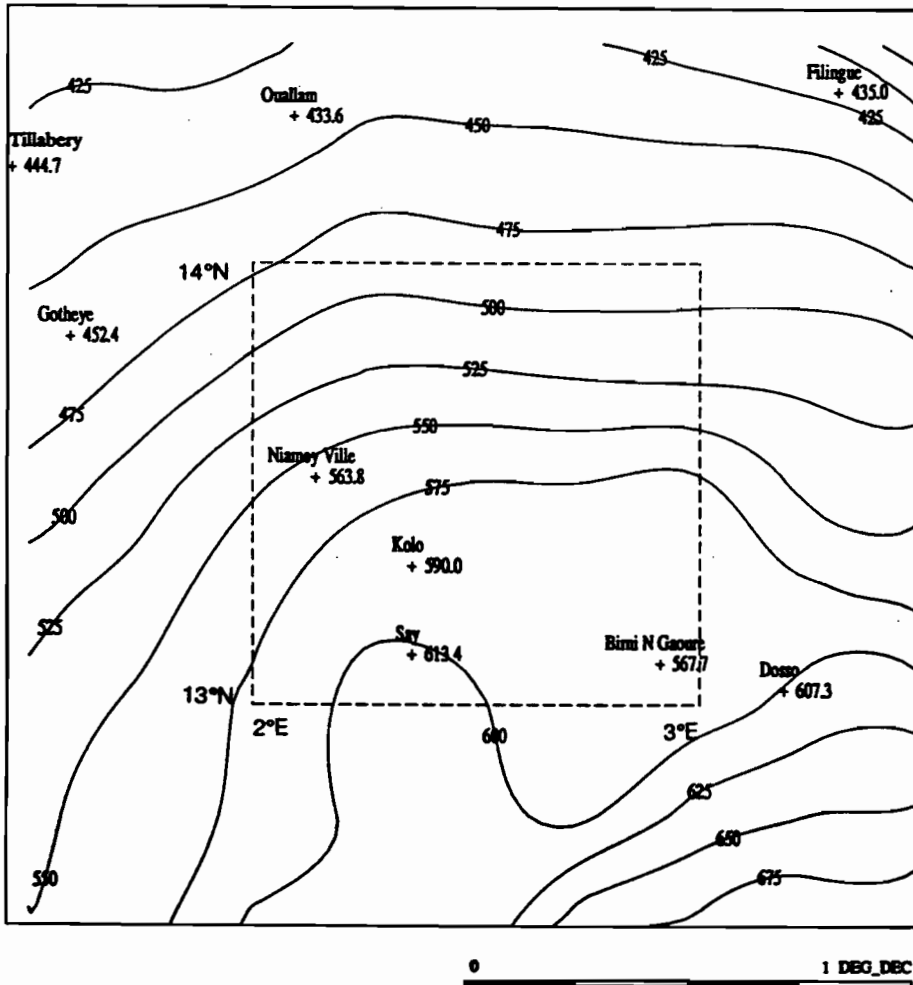 425
425
Filingue
+ 435.0
425
Ouallam
+ 433.6
450
Tillabery
+ 444.7
475
14°N
Gotheye
+ 452.4
500
525
475
550
Niamey Ville
+ 563.8
575
500
Kolo
+ 590.0
525
Say
+ 613.4
Birni N Gaoure
+ 567.7
Dosso
+ 607.3
13°N
2°E
600
3°E
625
650
550
675
0 1 DEG_DEC